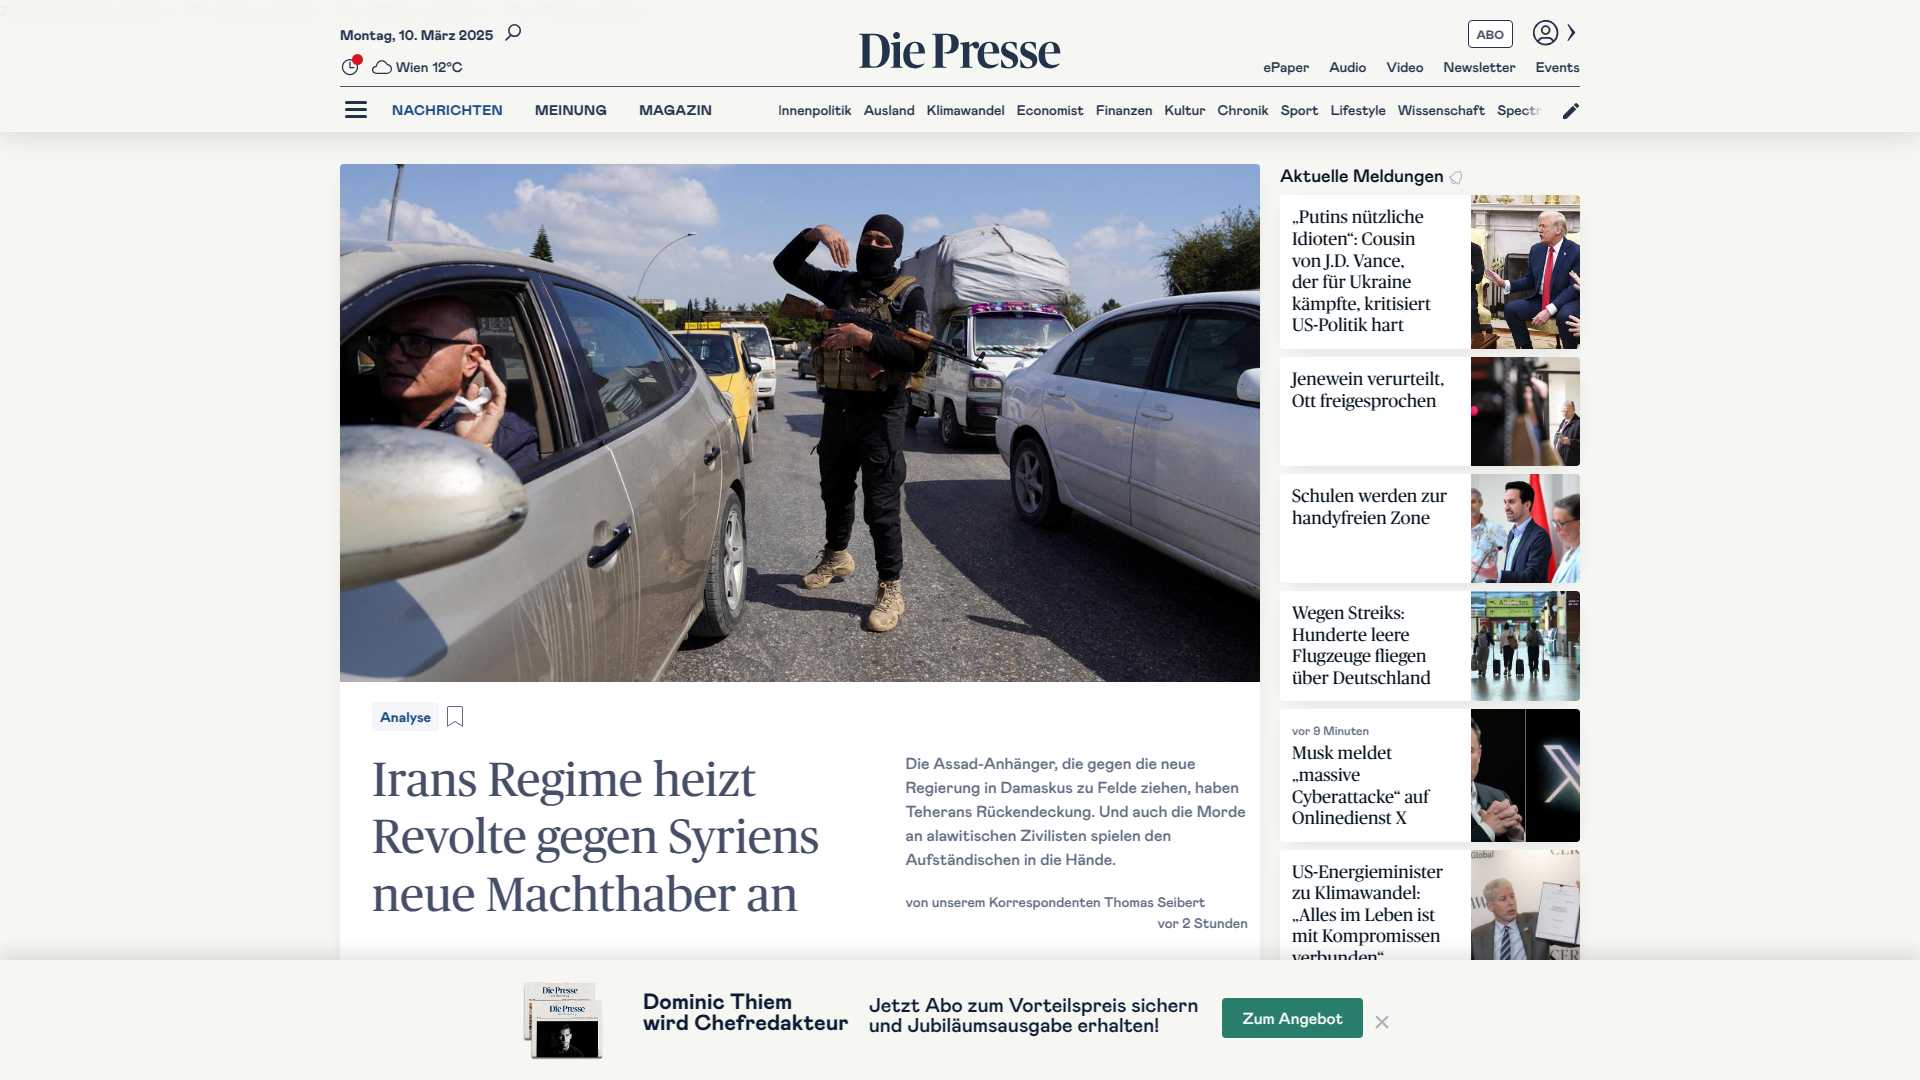 Montag, 10. März 2025
Die Presse
ABO
Wien 12°C
ePaper Audio Video Newsletter Events
NACHRICHTEN MEINUNG MAGAZIN
Innenpolitik Ausland Klimawandel Economist Finanzen Kultur Chronik Sport Lifestyle Wissenschaft Spectr
Analyse
Irans Regime heizt
Revolte gegen Syriens
neue Machthaber an
Die Assad-Anhänger, die gegen die neue
Regierung in Damaskus zu Felde ziehen, haben
Teherans Rückendeckung. Und auch die Morde
an alawitischen Zivilisten spielen den
Aufständischen in die Hände.
von unserem Korrespondenten Thomas Seibert
vor 2 Stunden
Aktuelle Meldungen
„Putins nützliche
Idioten“: Cousin
von J.D. Vance,
der für Ukraine
kämpfte, kritisiert
US-Politik hart
Jenewein verurteilt,
Ott freigesprochen
Schulen werden zur
handyfreien Zone
Wegen Streiks:
Hunderte leere
Flugzeuge fliegen
über Deutschland
vor 9 Minuten
Musk meldet
„massive
Cyberattacke“ auf
Onlinedienst X
US-Energieminister
zu Klimawandel:
„Alles im Leben ist
mit Kompromissen
verbunden“
Global
Die Presse
Die Presse
Dominic Thiem
wird Chefredakteur
Jetzt Abo zum Vorteilspreis sichern
und Jubiläumsausgabe erhalten!
Zum Angebot